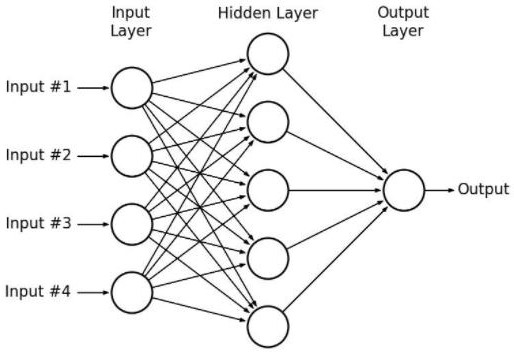 Input
Layer
Hidden Layer
Output
Layer
Input #1
Input #2
Input #3
Input #4
Output